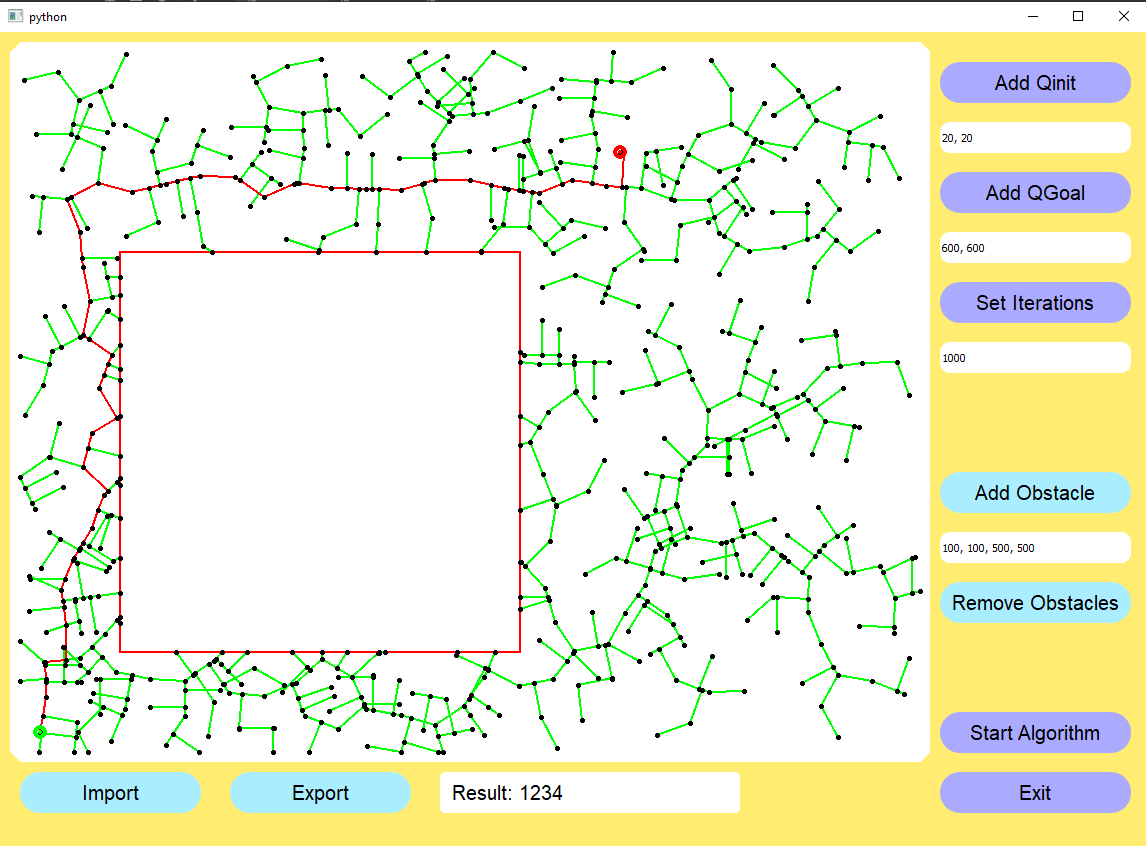 python
Add Qinit
20, 20
Add QGoal
600, 600
Set Iterations
1000
Add Obstacle
100, 100, 500, 500
Remove Obstacles
Start Algorithm
Import
Export
Result: 1234
Exit